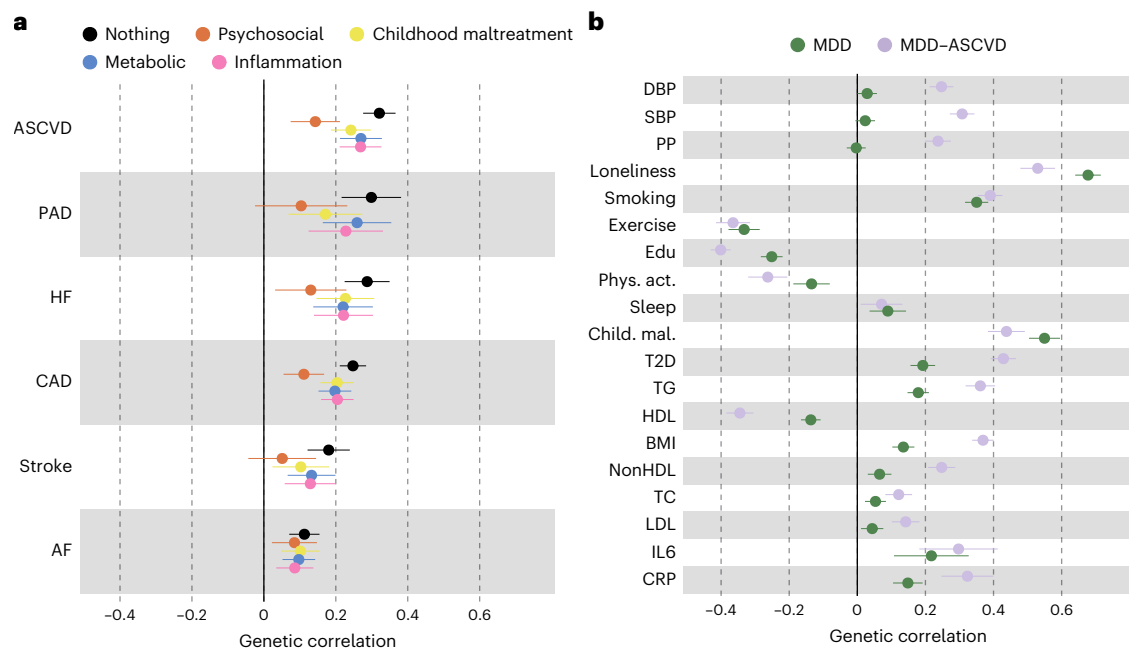 a
Nothing Psychosocial Childhood maltreatment
Metabolic Inflammation
ASCVD
PAD
HF
CAD
Stroke
AF
–0.4 –0.2 0 0.2 0.4 0.6
Genetic correlation
b
MDD MDD–ASCVD
DBP
SBP
PP
Loneliness
Smoking
Exercise
Edu
Phys. act.
Sleep
Child. mal.
T2D
TG
HDL
BMI
NonHDL
TC
LDL
IL6
CRP
–0.4 –0.2 0 0.2 0.4 0.6
Genetic correlation